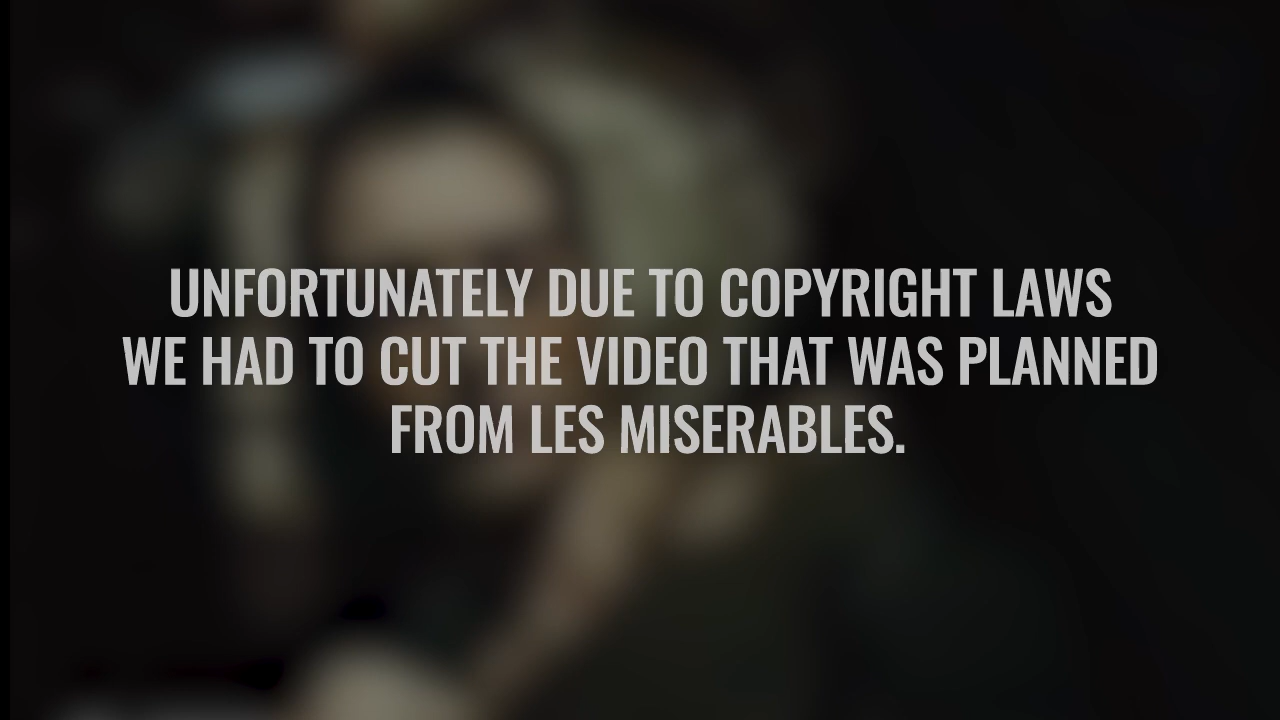 UNFORTUNATELY DUE TO COPYRIGHT LAWS
WE HAD TO CUT THE VIDEO THAT WAS PLANNED
FROM LES MISERABLES.